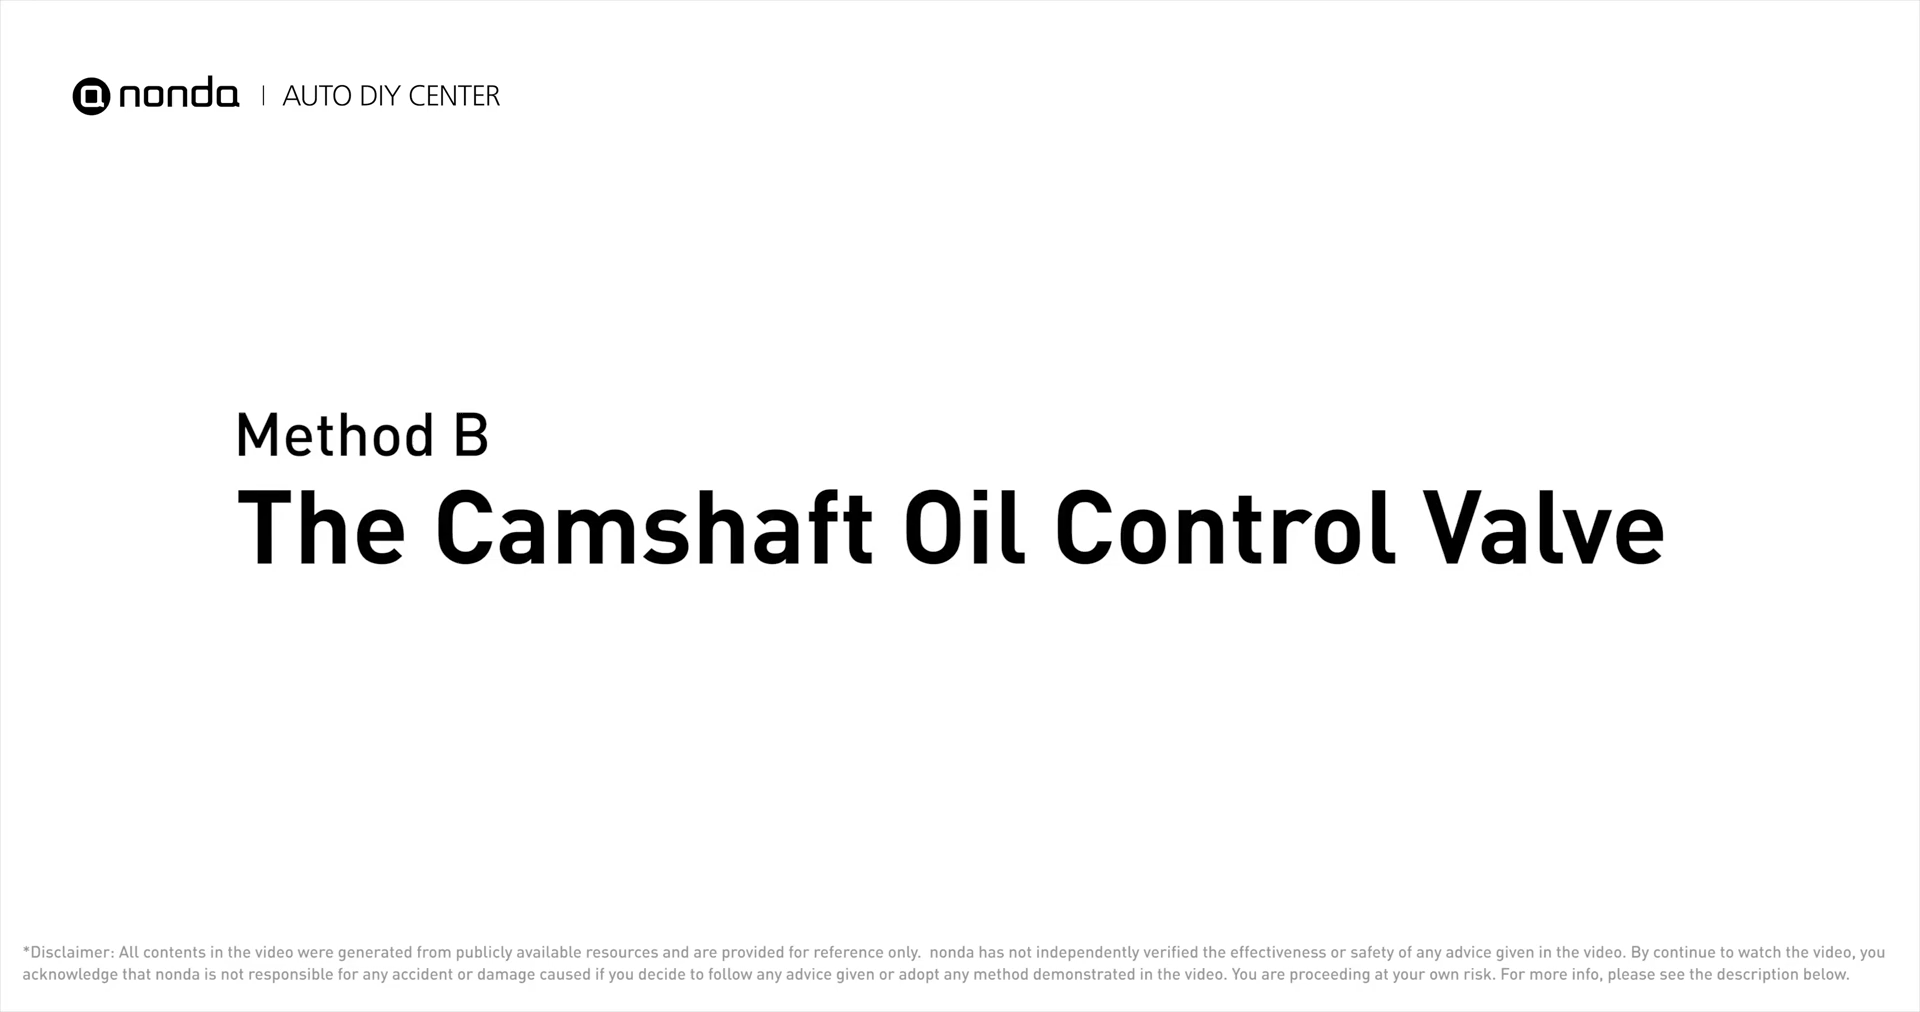 nonda | AUTO DIY CENTER
Method B
The Camshaft Oil Control Valve
*Disclaimer: All contents in the video were generated from publicly available resources and are provided for reference only.  nonda has not independently verified the effectiveness or safety of any advice given in the video. By continue to watch the video, you
acknowledge that nonda is not responsible for any accident or damage caused if you decide to follow any advice given or adopt any method demonstrated in the video. You are proceeding at your own risk. For more info, please see the description below.